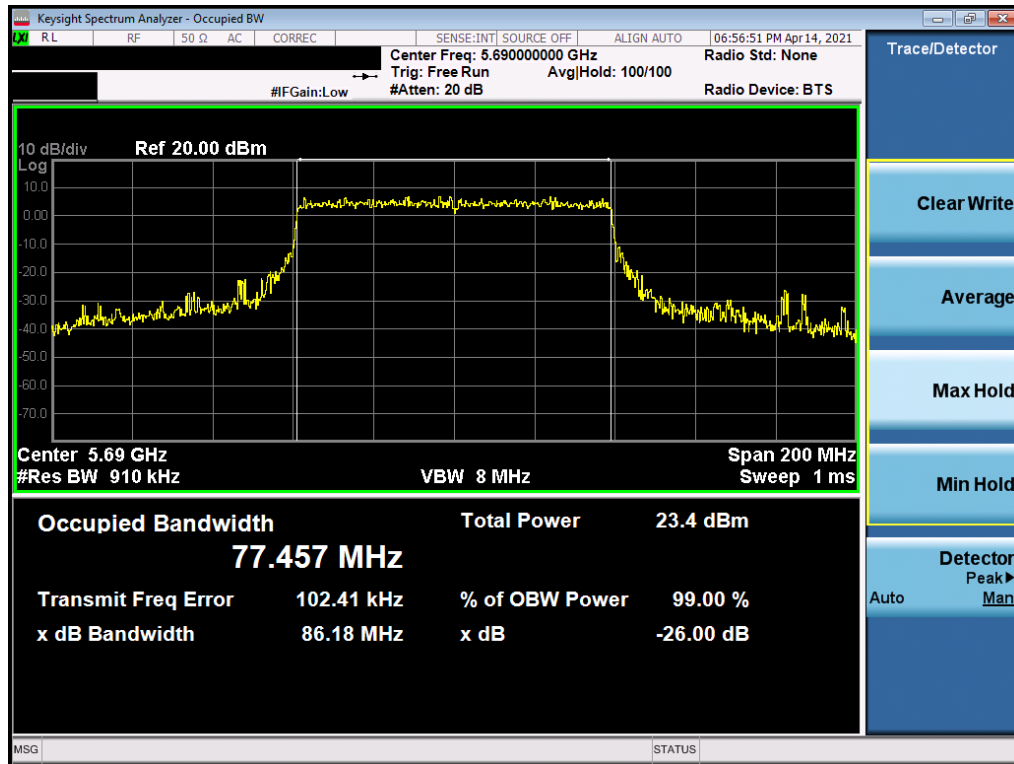 Keysight Spectrum Analyzer - Occupied BW
LXI RL RF 50 Ω AC CORREC SENSE:INT SOURCE OFF ALIGN AUTO 06:56:51 PM Apr 14, 2021
Center Freq: 5.690000000 GHz Radio Std: None
Trig: Free Run Avg|Hold: 100/100
#IFGain:Low #Atten: 20 dB Radio Device: BTS
Trace/Detector
10 dB/div Ref 20.00 dBm
Log
10.0
0.00
-10.0
-20.0
-30.0
-40.0
-50.0
-60.0
-70.0
Center 5.69 GHz Span 200 MHz
#Res BW 910 kHz VBW 8 MHz Sweep 1 ms
Occupied Bandwidth Total Power 23.4 dBm
77.457 MHz
Transmit Freq Error 102.41 kHz % of OBW Power 99.00 %
x dB Bandwidth 86.18 MHz x dB -26.00 dB
Clear Write
Average
Max Hold
Min Hold
Detector
Peak▶
Auto Man
MSG STATUS